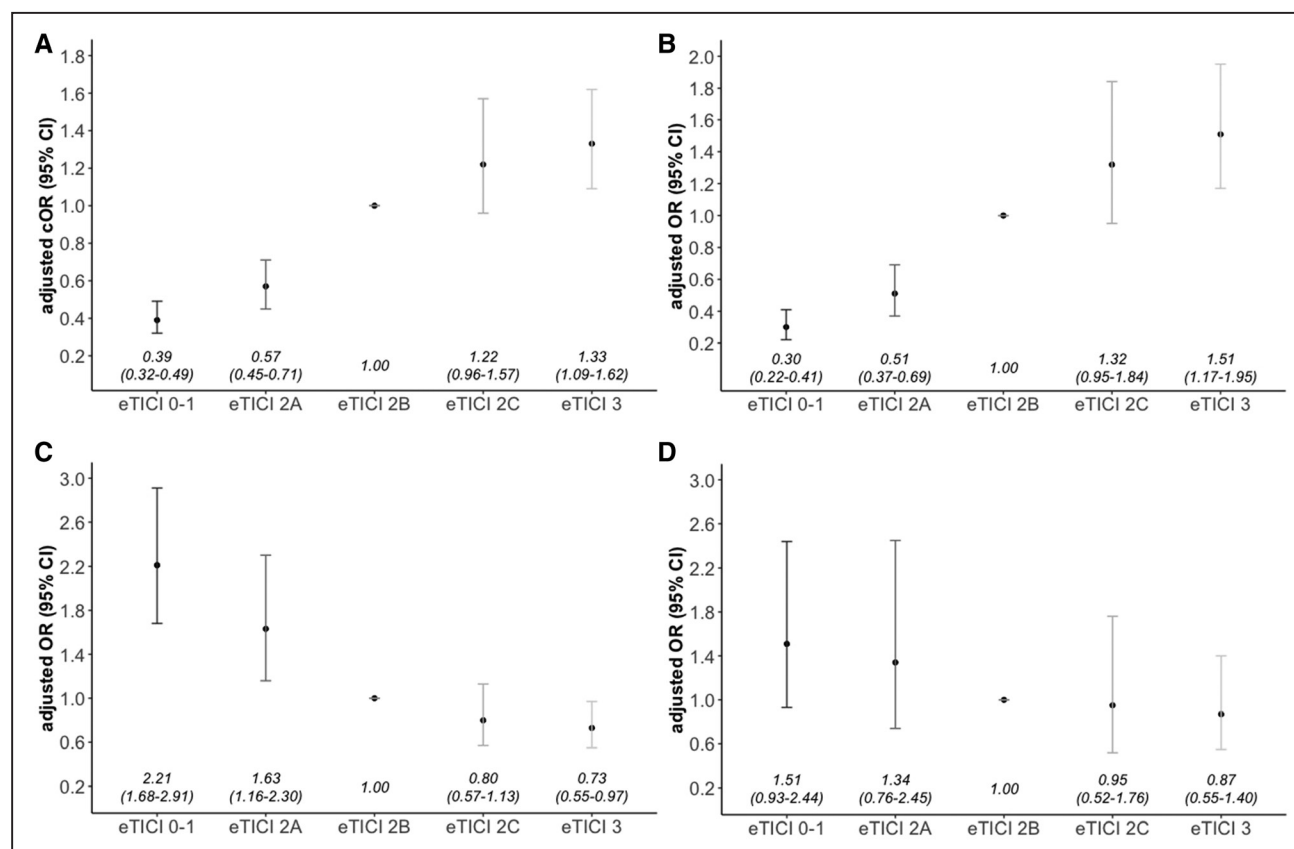 A
adjusted cOR (95% CI)
1.8
1.6
1.4
1.2
1.0
0.8
0.6
0.4
0.2
0.39 0.57 1.00 1.22 1.33
(0.32-0.49) (0.45-0.71) (0.96-1.57) (1.09-1.62)
eTICI 0-1 eTICI 2A eTICI 2B eTICI 2C eTICI 3
B
adjusted OR (95% CI)
2.0
1.8
1.6
1.4
1.2
1.0
0.8
0.6
0.4
0.2
0.30 0.51 1.00 1.32 1.51
(0.22-0.41) (0.37-0.69) (0.95-1.84) (1.17-1.95)
eTICI 0-1 eTICI 2A eTICI 2B eTICI 2C eTICI 3
C
adjusted OR (95% CI)
3.0
2.6
2.2
1.8
1.4
1.0
0.6
0.2
2.21 1.63 1.00 0.80 0.73
(1.68-2.91) (1.16-2.30) (0.57-1.13) (0.55-0.97)
eTICI 0-1 eTICI 2A eTICI 2B eTICI 2C eTICI 3
D
adjusted OR (95% CI)
3.0
2.6
2.2
1.8
1.4
1.0
0.6
0.2
1.51 1.34 1.00 0.95 0.87
(0.93-2.44) (0.76-2.45) (0.52-1.76) (0.55-1.40)
eTICI 0-1 eTICI 2A eTICI 2B eTICI 2C eTICI 3